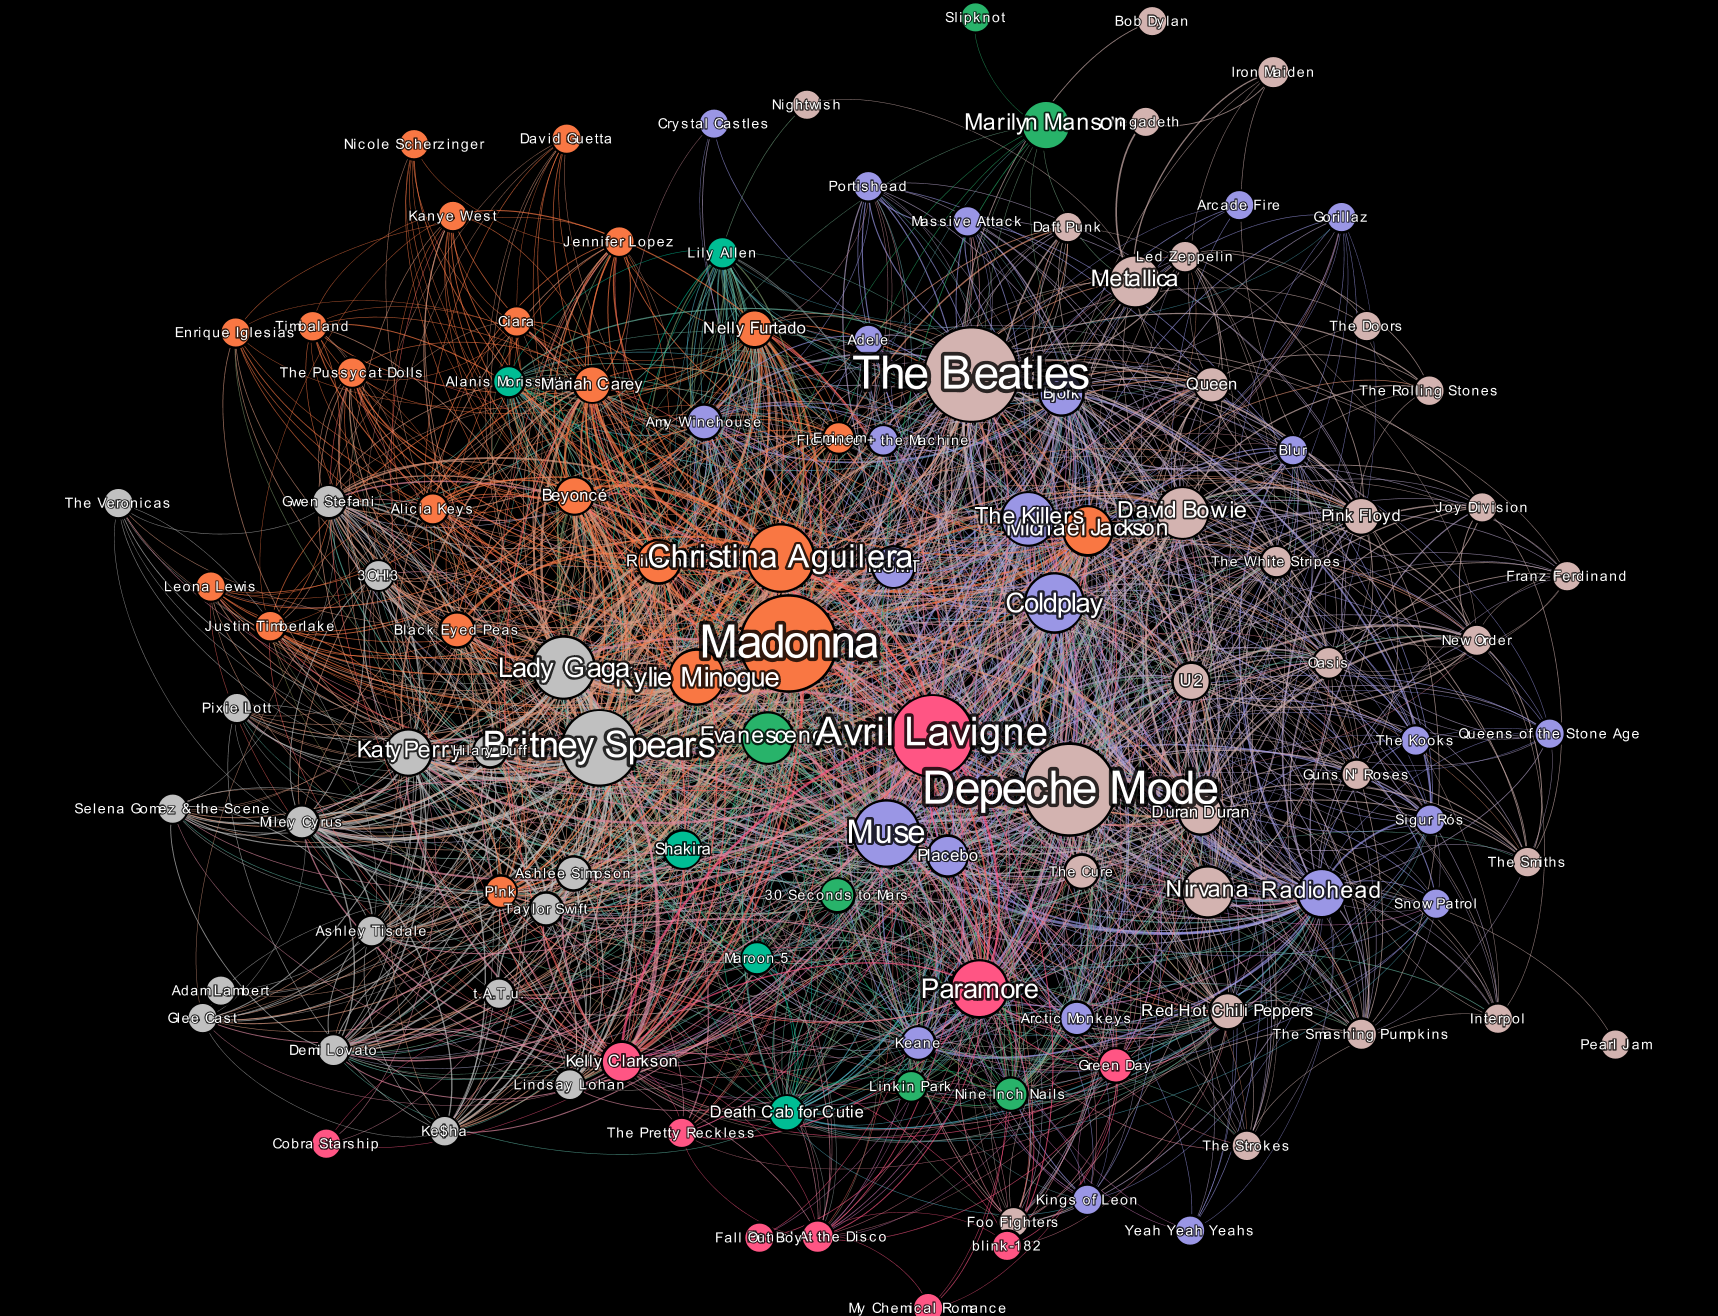 Slipknot
Bob Dylan
Iron Maiden
Nightwish
Crystal Castles
Marilyn Manson
gadeth
Nicole Scherzinger
David Guetta
Portishead
Kanye West
Massive Attack
Daft Punk
Arcade Fire
Gorillaz
Jennifer Lopez
Lily Allen
Led Zeppelin
Metallica
Enrique Iglesias
Timbaland
Ciara
Nelly Furtado
Adele
The Doors
The Pussycat Dolls
Alanis Moriss
Mariah Carey
The Beatles
Björk
Queen
The Rolling Stones
Amy Winehouse
Eminem
+ the Machine
Blur
The Veronicas
Gwen Stefani
Alicia Keys
Beyoncé
The Killers
Michael Jackson
David Bowie
Pink Floyd
Joy Division
Christina Aguilera
The White Stripes
3OH!3
Franz Ferdinand
Leona Lewis
Justin Timberlake
Black Eyed Peas
Coldplay
Madonna
New Order
Lady Gaga
Kylie Minogue
Oasis
U2
Pixie Lott
Katy Perry
Hilary Duff
Britney Spears
Evanescence
Avril Lavigne
The Kooks
Queens of the Stone Age
Guns N' Roses
Depeche Mode
Selena Gomez & the Scene
Miley Cyrus
Duran Duran
Sigur Rós
Muse
Shakira
Placebo
The Smiths
Ashlee Simpson
The Cure
P!nk
30 Seconds to Mars
Nirvana
Radiohead
Taylor Swift
Snow Patrol
Ashley Tisdale
Maroon 5
Adam Lambert
t.A.T.u.
Paramore
Glee Cast
Arctic Monkeys
Red Hot Chili Peppers
Interpol
The Smashing Pumpkins
Pearl Jam
Demi Lovato
Keane
Kelly Clarkson
Green Day
Lindsay Lohan
Linkin Park
Nine Inch Nails
Death Cab for Cutie
Ke$ha
The Pretty Reckless
Cobra Starship
The Strokes
Kings of Leon
Foo Fighters
Yeah Yeah Yeahs
Fall Out Boy
At the Disco
blink-182
My Chemical Romance